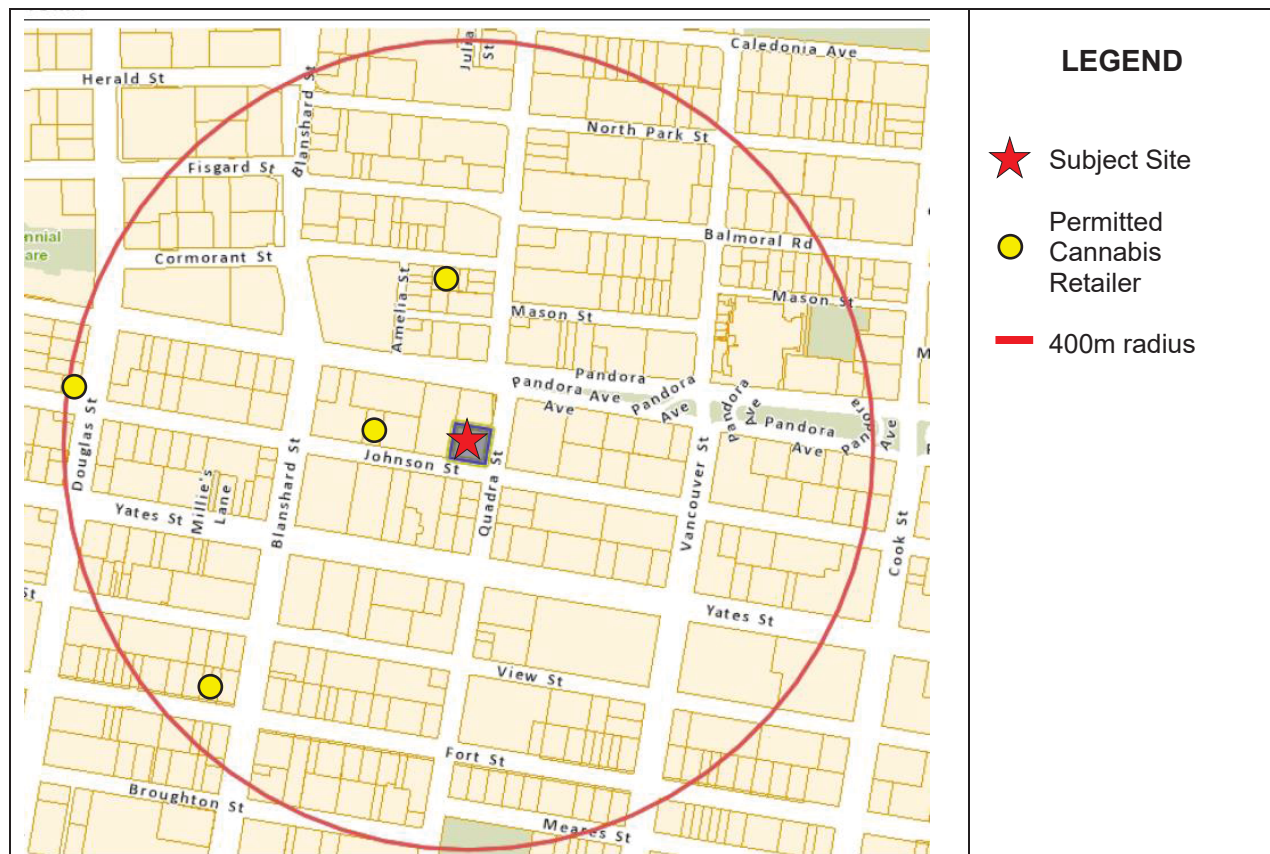 Caledonia Ave
Julia
St
Herald St
North Park St
Blanshard St
Fisgard St
nnial
are
Balmoral Rd
Cormorant St
Amelia St
Mason St
Mason St
Pandora
Pandora Ave
Ave
Pandora
Ave
Pandora
Ave
Pandora
Ave
Pandora
Ave
Johnson St
Quadra St
Vancouver St
Cook St
Douglas St
Blanshard St
Millie's
Lane
Yates St
St
Yates St
View St
Fort St
Broughton St
Meares St
LEGEND
Subject Site
Permitted
Cannabis
Retailer
400m radius